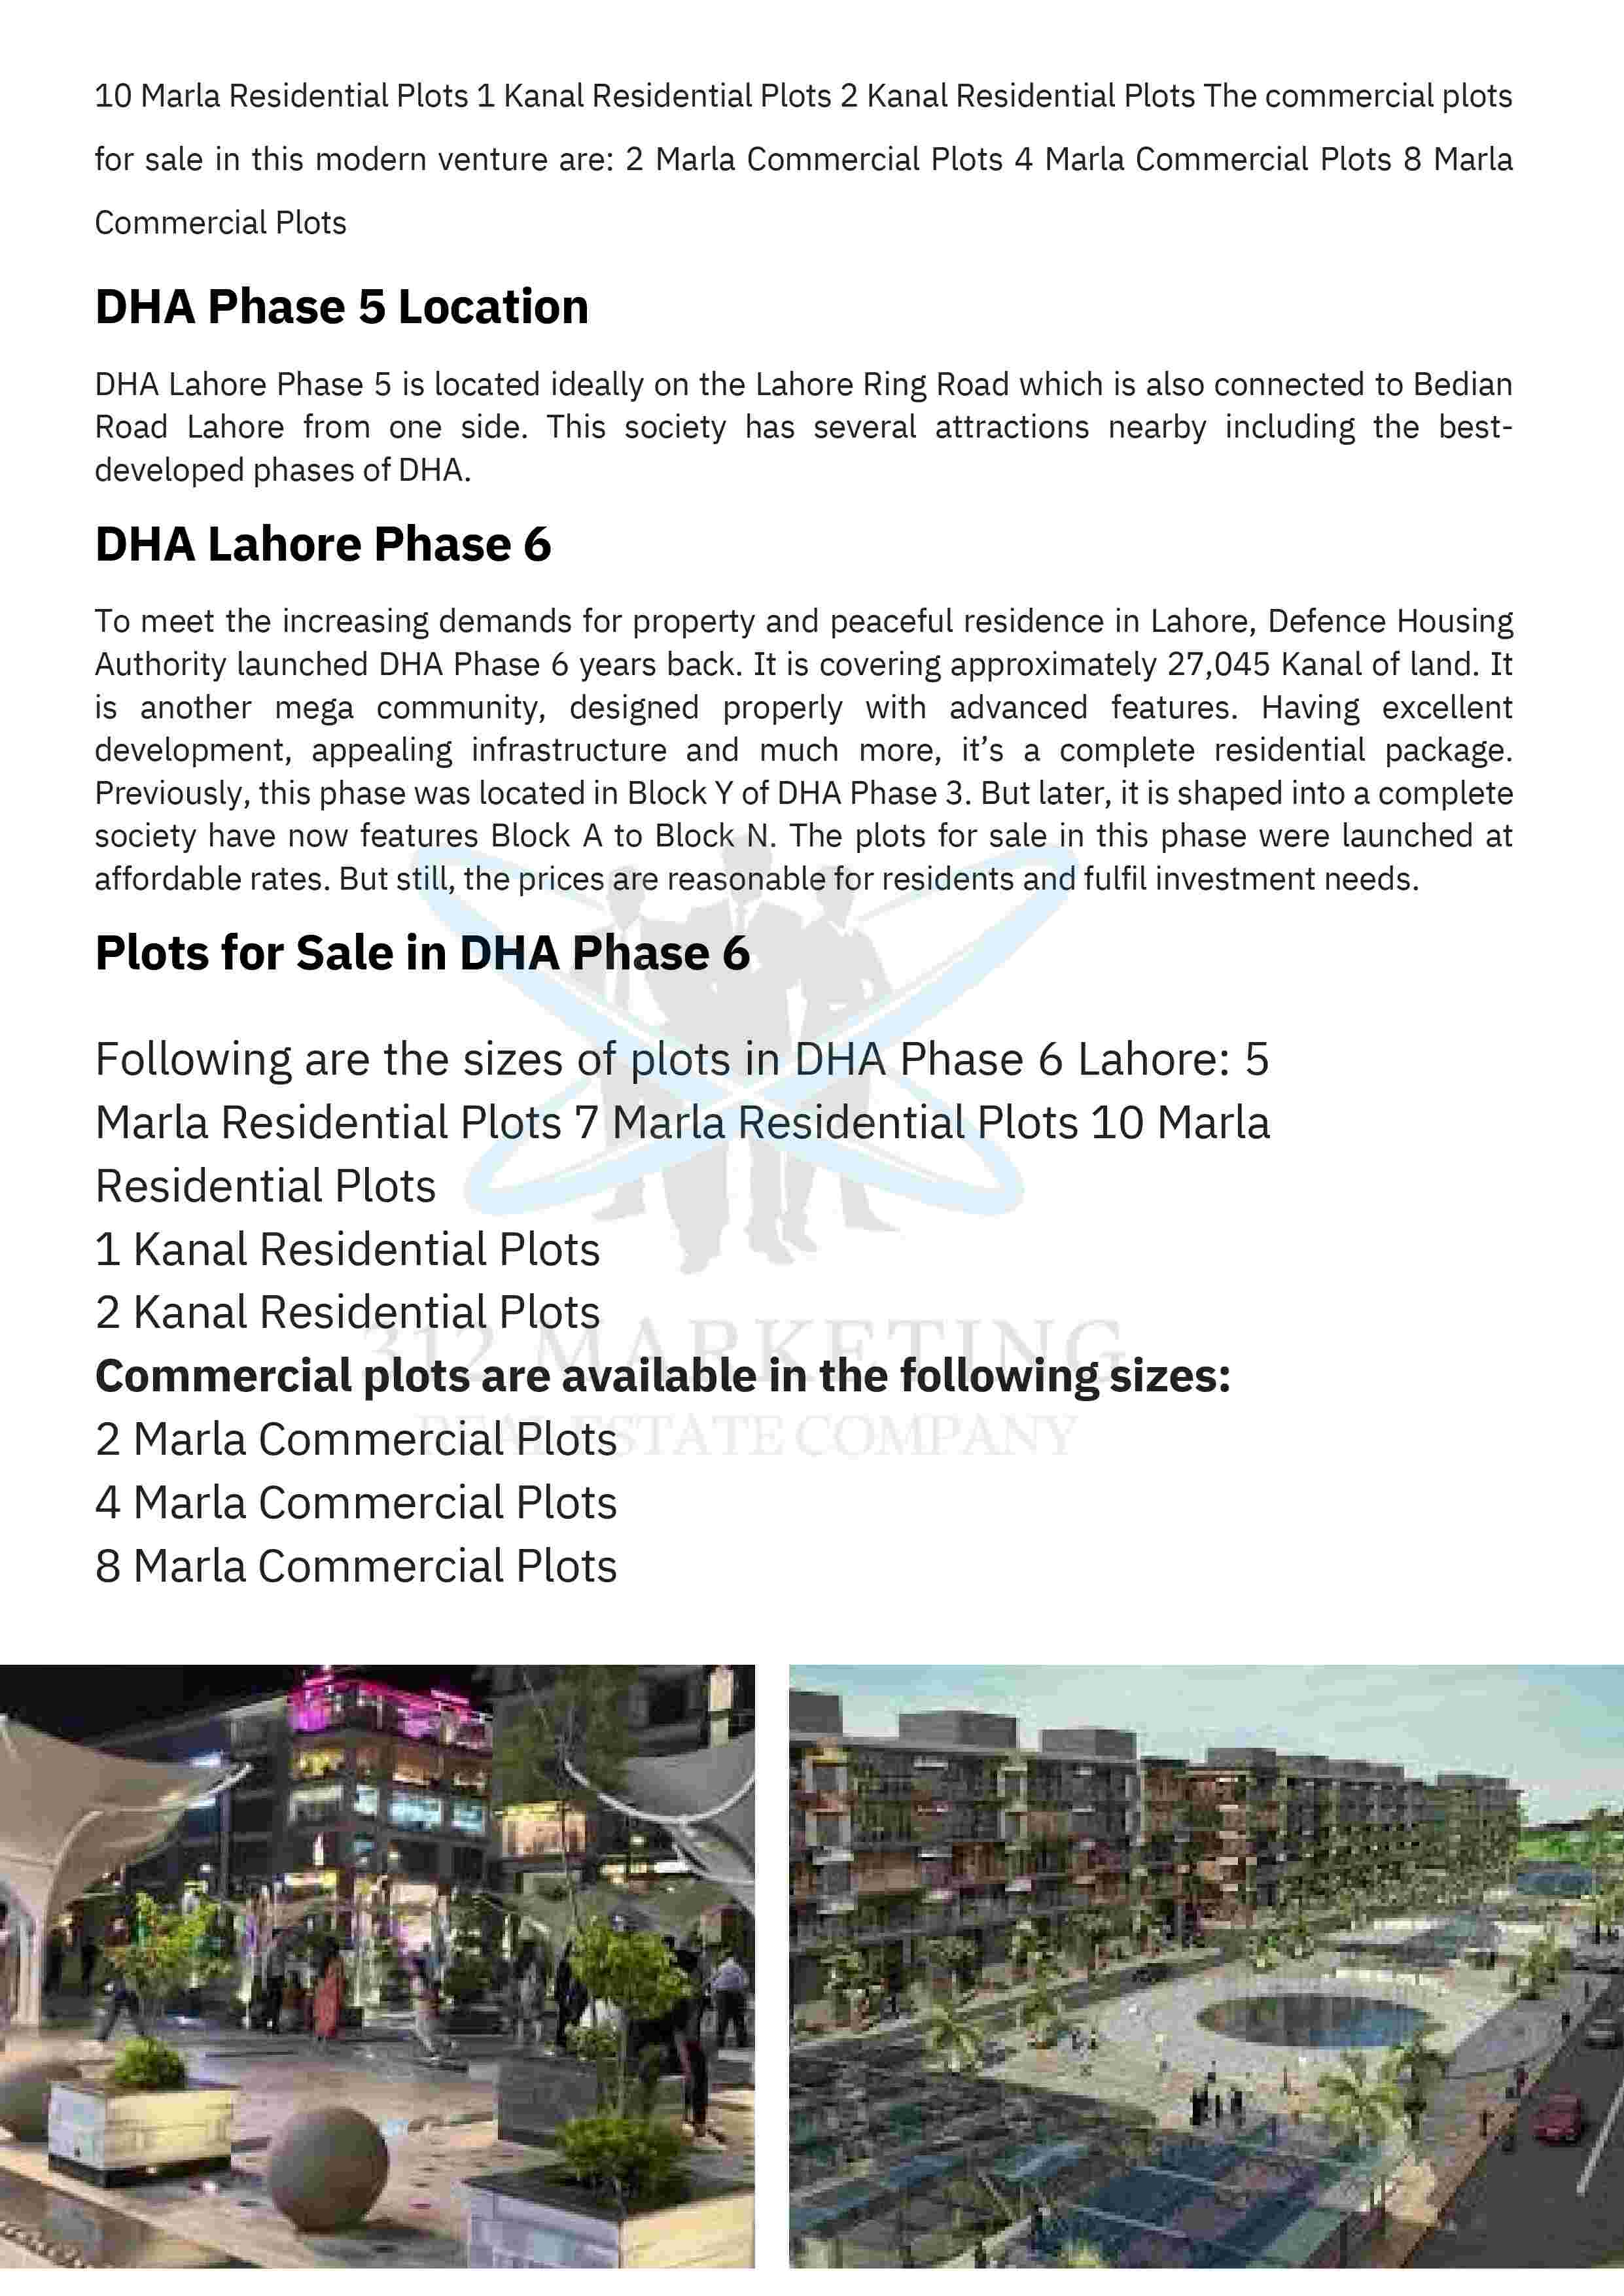 10 Marla Residential Plots 1 Kanal Residential Plots 2 Kanal Residential Plots The commercial plots
for sale in this modern venture are: 2 Marla Commercial Plots 4 Marla Commercial Plots 8 Marla
Commercial Plots
DHA Phase 5 Location
DHA Lahore Phase 5 is located ideally on the Lahore Ring Road which is also connected to Bedian
Road Lahore from one side. This society has several attractions nearby including the best-
developed phases of DHA.
DHA Lahore Phase 6
To meet the increasing demands for property and peaceful residence in Lahore, Defence Housing
Authority launched DHA Phase 6 years back. It is covering approximately 27,045 Kanal of land. It
is another mega community, designed properly with advanced features. Having excellent
development, appealing infrastructure and much more, it’s a complete residential package.
Previously, this phase was located in Block Y of DHA Phase 3. But later, it is shaped into a complete
society have now features Block A to Block N. The plots for sale in this phase were launched at
affordable rates. But still, the prices are reasonable for residents and fulfil investment needs.
Plots for Sale in DHA Phase 6
Following are the sizes of plots in DHA Phase 6 Lahore: 5
Marla Residential Plots 7 Marla Residential Plots 10 Marla
Residential Plots
1 Kanal Residential Plots
2 Kanal Residential Plots
312 MARKETING
Commercial plots are available in the following sizes:
2 Marla Commercial Plots
REAL ESTATE COMPANY
4 Marla Commercial Plots
8 Marla Commercial Plots